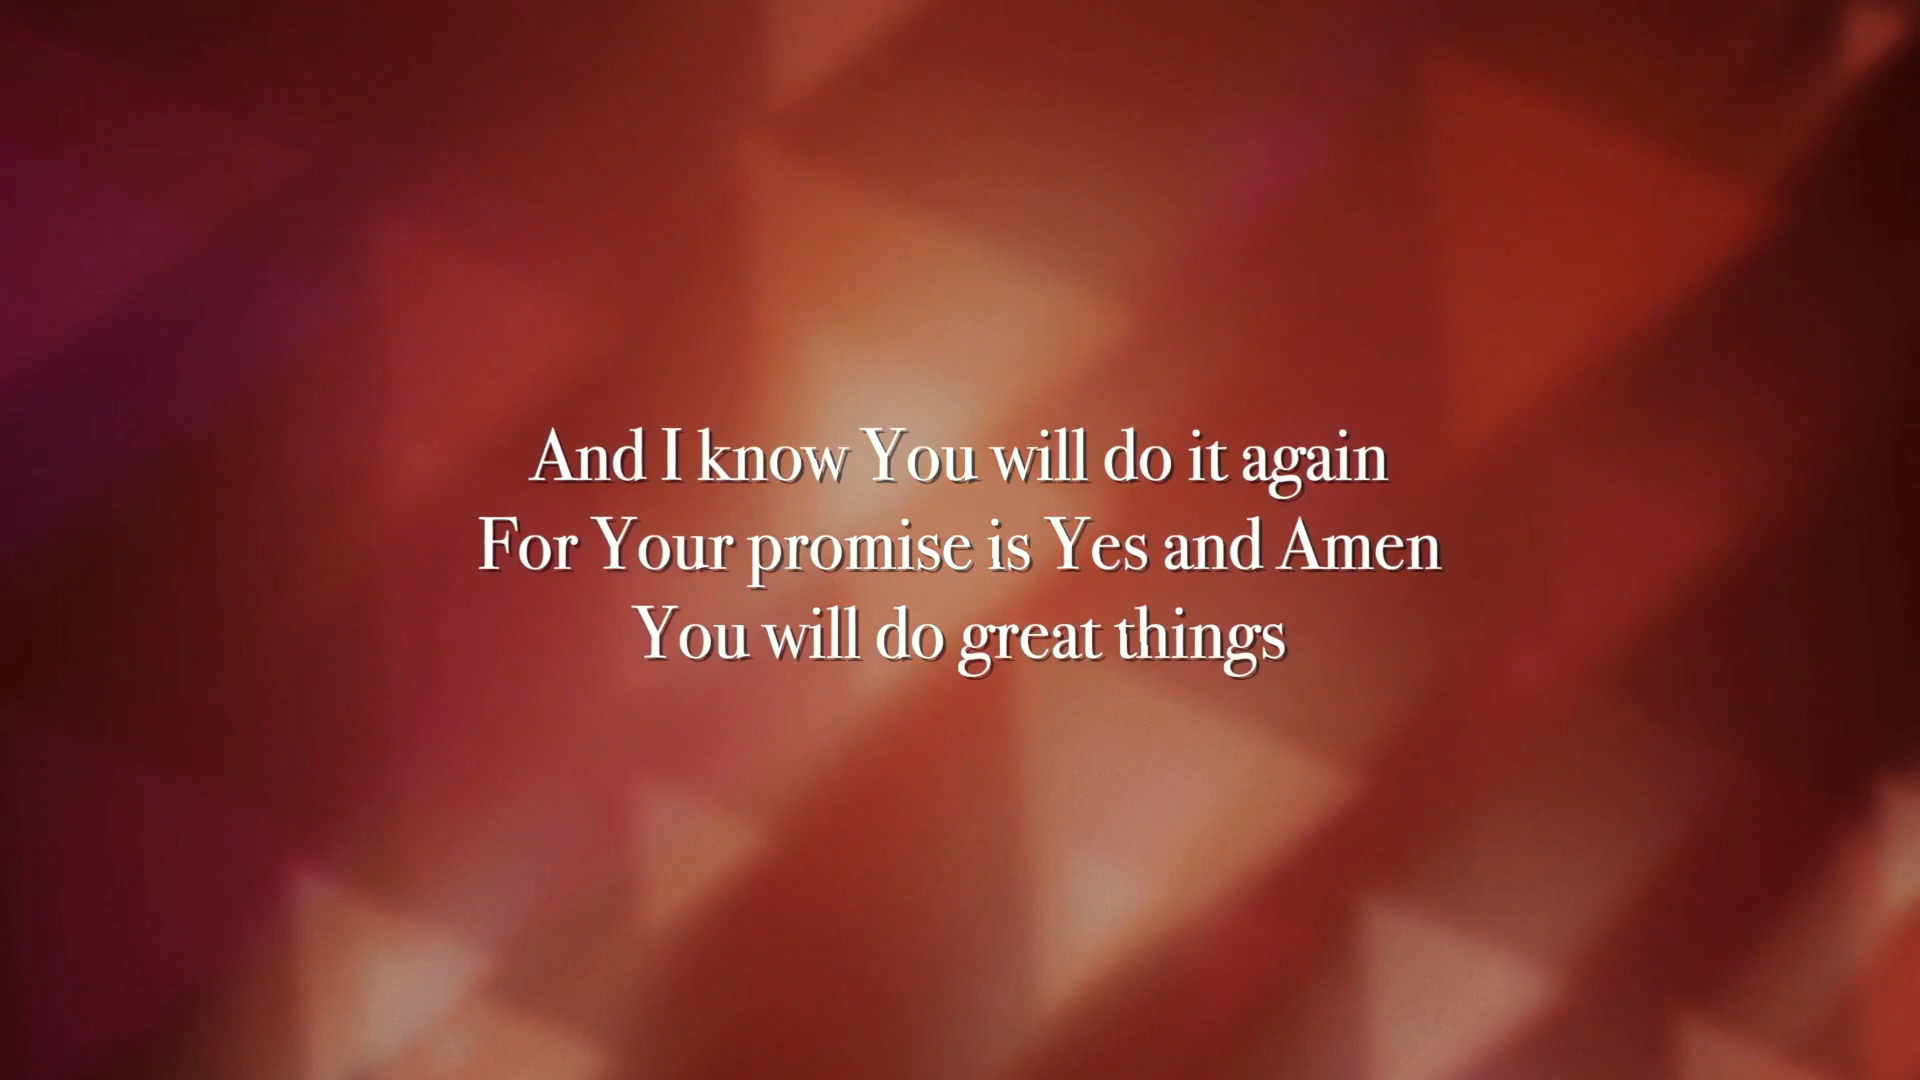 And I know You will do it again
For Your promise is Yes and Amen
You will do great things